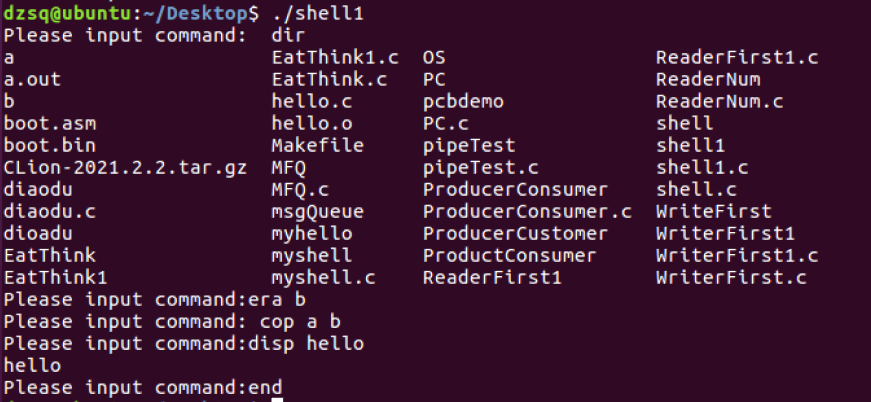 dzsq@ubuntu:~/Desktop$ ./shell1
Please input command:  dir
a                      EatThink1.c  OS                  ReaderFirst1.c
a.out                  EatThink.c   PC                  ReaderNum
b                      hello.c      pcbdemo             ReaderNum.c
boot.asm               hello.o      PC.c                shell
boot.bin               Makefile     pipeTest            shell1
CLion-2021.2.2.tar.gz  MFQ          pipeTest.c          shell1.c
diaodu                 MFQ.c        ProducerConsumer    shell.c
diaodu.c               msgQueue     ProducerConsumer.c  WriteFirst
dioadu                 myhello      ProducerCustomer    WriterFirst1
EatThink               myshell      ProductConsumer     WriterFirst1.c
EatThink1              myshell.c    ReaderFirst1        WriterFirst.c
Please input command:era b
Please input command: cop a b
Please input command:disp hello
hello
Please input command:end